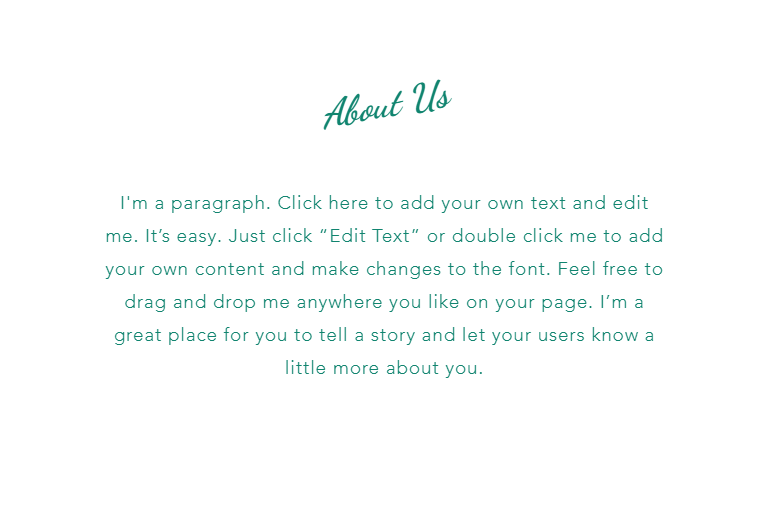 About Us
I'm a paragraph. Click here to add your own text and edit
me. It’s easy. Just click “Edit Text” or double click me to add
your own content and make changes to the font. Feel free to
drag and drop me anywhere you like on your page. I’m a
great place for you to tell a story and let your users know a
little more about you.